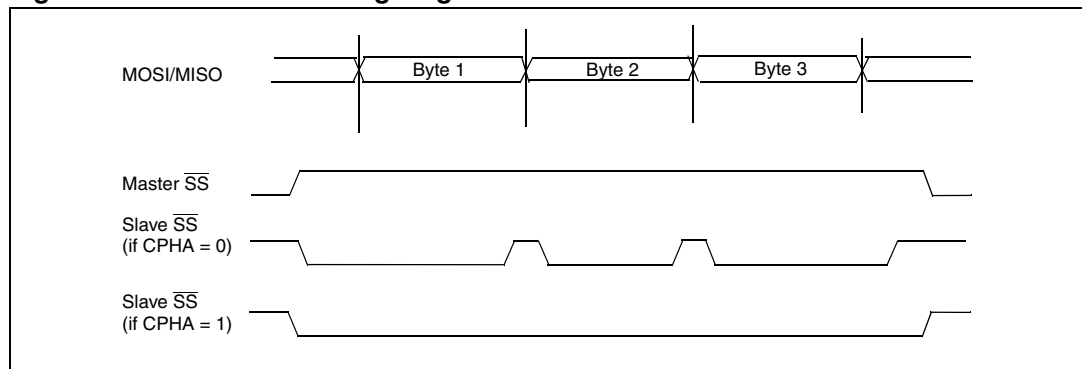 MOSI/MISO
Byte 1
Byte 2
Byte 3
Master SS
Slave SS
(if CPHA = 0)
Slave SS
(if CPHA = 1)